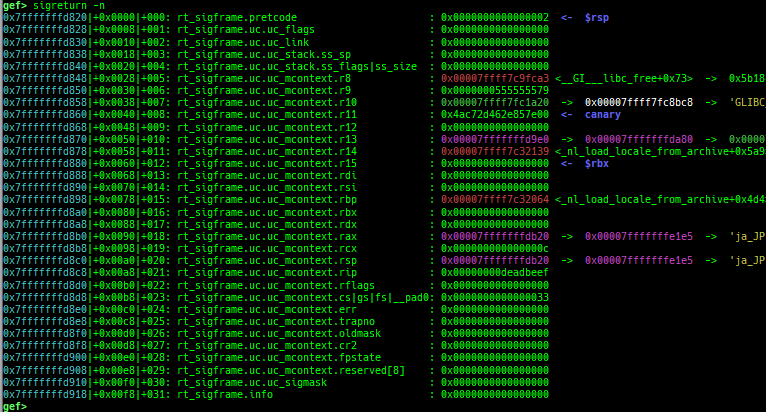 gef> sigreturn -n
0x7fffffffd820|+0x0000|+000: rt_sigframe.pretcode : 0x0000000000000002 <- $rsp
0x7fffffffd828|+0x0008|+001: rt_sigframe.uc.uc_flags : 0x0000000000000000
0x7fffffffd830|+0x0010|+002: rt_sigframe.uc.uc_link : 0x0000000000000000
0x7fffffffd838|+0x0018|+003: rt_sigframe.uc.uc_stack.ss_sp : 0x0000000000000000
0x7fffffffd840|+0x0020|+004: rt_sigframe.uc.uc_stack.ss_flags|ss_size : 0x0000000000000000
0x7fffffffd848|+0x0028|+005: rt_sigframe.uc.uc_mcontext.r8 : 0x00007ffff7c9fca3 <__GI___libc_free+0x73> -> 0x5b18
0x7fffffffd850|+0x0030|+006: rt_sigframe.uc.uc_mcontext.r9 : 0x0000000555555579
0x7fffffffd858|+0x0038|+007: rt_sigframe.uc.uc_mcontext.r10 : 0x00007ffff7fc1a20 -> 0x00007ffff7fc8bc8 -> 'GLIBC_
0x7fffffffd860|+0x0040|+008: rt_sigframe.uc.uc_mcontext.r11 : 0x4ac72d462e857e00 <- canary
0x7fffffffd868|+0x0048|+009: rt_sigframe.uc.uc_mcontext.r12 : 0x0000000000000000
0x7fffffffd870|+0x0050|+010: rt_sigframe.uc.uc_mcontext.r13 : 0x00007fffffffd9e0 -> 0x00007fffffffda80 -> 0x0000
0x7fffffffd878|+0x0058|+011: rt_sigframe.uc.uc_mcontext.r14 : 0x00007ffff7c32139 <_nl_load_locale_from_archive+0x5a9
0x7fffffffd880|+0x0060|+012: rt_sigframe.uc.uc_mcontext.r15 : 0x0000000000000000 <- $rbx
0x7fffffffd888|+0x0068|+013: rt_sigframe.uc.uc_mcontext.rdi : 0x0000000000000000
0x7fffffffd890|+0x0070|+014: rt_sigframe.uc.uc_mcontext.rsi : 0x0000000000000000
0x7fffffffd898|+0x0078|+015: rt_sigframe.uc.uc_mcontext.rbp : 0x00007ffff7c32064 <_nl_load_locale_from_archive+0x4d4
0x7fffffffd8a0|+0x0080|+016: rt_sigframe.uc.uc_mcontext.rbx : 0x0000000000000000
0x7fffffffd8a8|+0x0088|+017: rt_sigframe.uc.uc_mcontext.rdx : 0x0000000000000000
0x7fffffffd8b0|+0x0090|+018: rt_sigframe.uc.uc_mcontext.rax : 0x00007fffffffdb20 -> 0x00007fffffffe1e5 -> 'ja_JP
0x7fffffffd8b8|+0x0098|+019: rt_sigframe.uc.uc_mcontext.rcx : 0x000000000000000c
0x7fffffffd8c0|+0x00a0|+020: rt_sigframe.uc.uc_mcontext.rsp : 0x00007fffffffdb20 -> 0x00007fffffffe1e5 -> 'ja_JP
0x7fffffffd8c8|+0x00a8|+021: rt_sigframe.uc.uc_mcontext.rip : 0x00000000deadbeef
0x7fffffffd8d0|+0x00b0|+022: rt_sigframe.uc.uc_mcontext.rflags : 0x0000000000000000
0x7fffffffd8d8|+0x00b8|+023: rt_sigframe.uc.uc_mcontext.cs|gs|fs|__pad0: 0x0000000000000033
0x7fffffffd8e0|+0x00c0|+024: rt_sigframe.uc.uc_mcontext.err : 0x0000000000000000
0x7fffffffd8e8|+0x00c8|+025: rt_sigframe.uc.uc_mcontext.trapno : 0x0000000000000000
0x7fffffffd8f0|+0x00d0|+026: rt_sigframe.uc.uc_mcontext.oldmask : 0x0000000000000000
0x7fffffffd8f8|+0x00d8|+027: rt_sigframe.uc.uc_mcontext.cr2 : 0x0000000000000000
0x7fffffffd900|+0x00e0|+028: rt_sigframe.uc.uc_mcontext.fpstate : 0x0000000000000000
0x7fffffffd908|+0x00e8|+029: rt_sigframe.uc.uc_mcontext.reserved[8] : 0x0000000000000000
0x7fffffffd910|+0x00f0|+030: rt_sigframe.uc.uc_sigmask : 0x0000000000000000
0x7fffffffd918|+0x00f8|+031: rt_sigframe.info : 0x0000000000000000
gef>